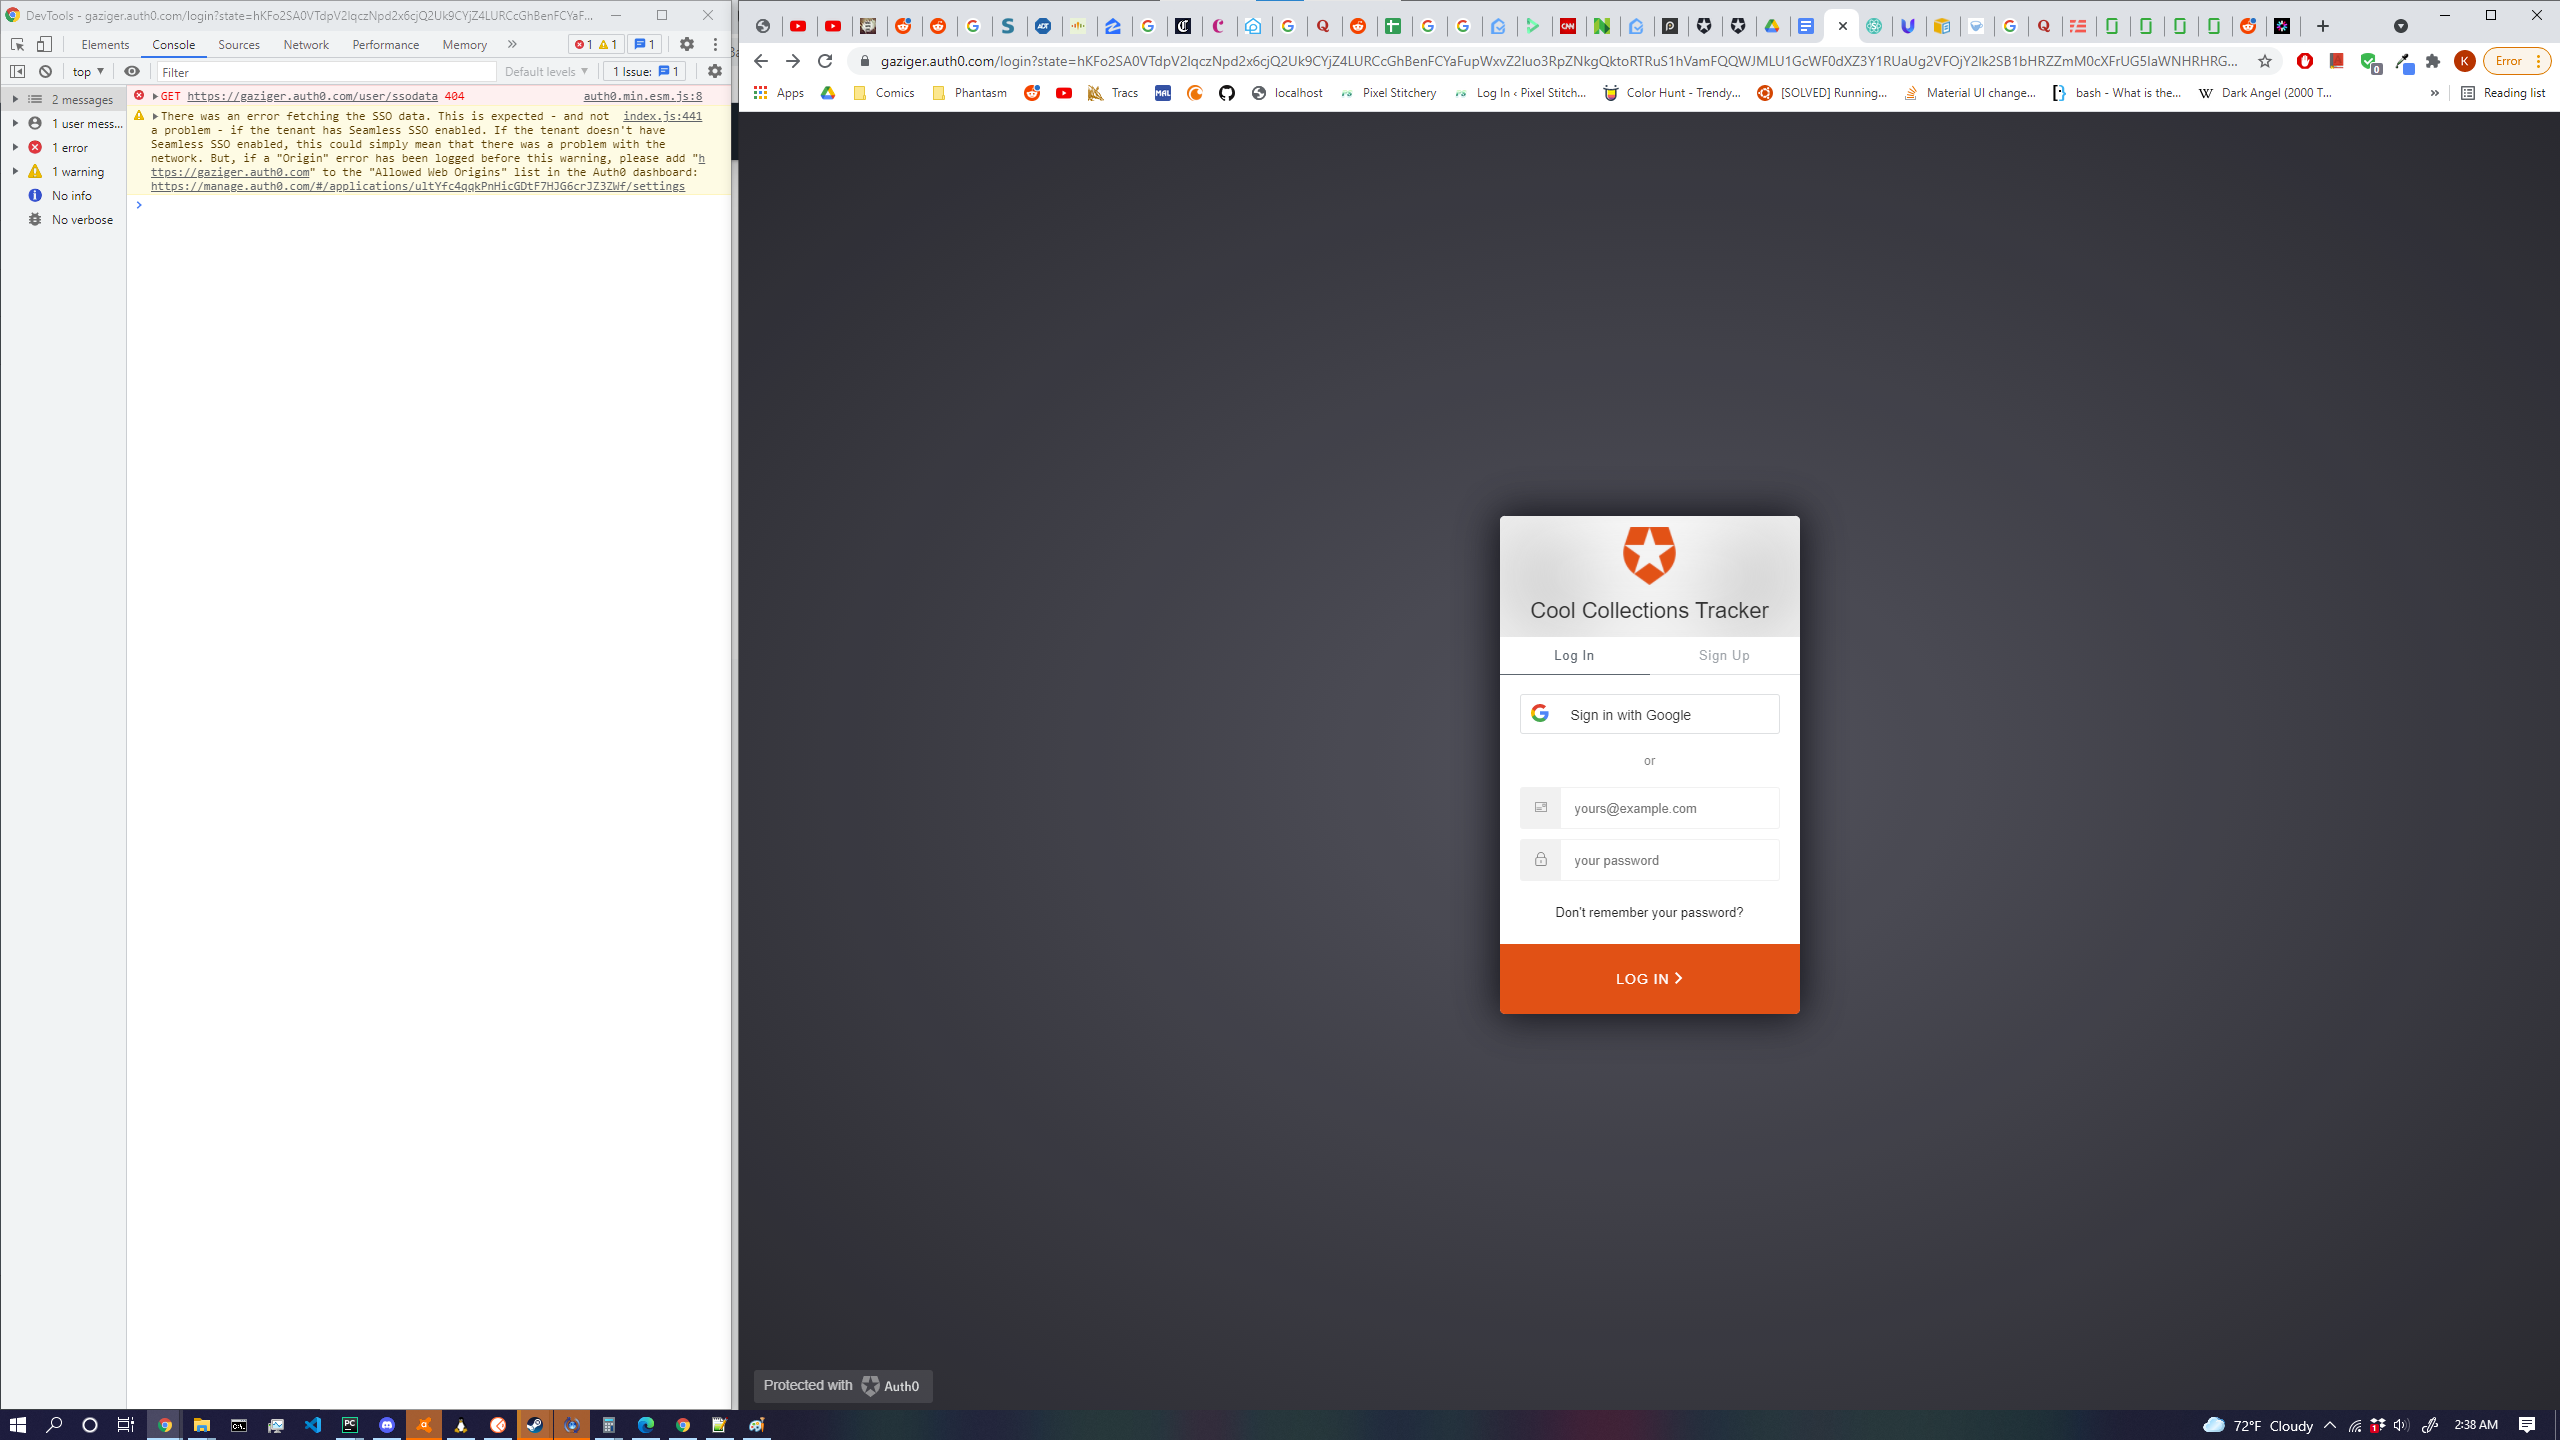 DevTools - gaziger.auth0.com/login?state=hKFo2SA0VTdpV2lqczNpd2x6cjQ2Uk9CYjZ4LURCcGhBenFCYaF...
Elements Console Sources Network Performance Memory » 1 1 1
top Filter Default levels 1 Issue: 1
2 messages
1 user mess...
1 error
1 warning
No info
No verbose
GET https://gaziger.auth0.com/user/ssodata 404 auth0.min.esm.js:8
There was an error fetching the SSO data. This is expected - and not index.js:441
a problem - if the tenant has Seamless SSO enabled. If the tenant doesn't have
Seamless SSO enabled, this could simply mean that there was a problem with the
network. But, if a "Origin" error has been logged before this warning, please add "h
ttps://gaziger.auth0.com" to the "Allowed Web Origins" list in the Auth0 dashboard:
https://manage.auth0.com/#/applications/ultYfc4qqkPnHicGDtF7HJG6crJZ3ZWf/settings
gaziger.auth0.com/login?state=hKFo2SA0VTdpV2lqczNpd2x6cjQ2Uk9CYjZ4LURCcGhBenFCYaFupWxvZ2luo3RpZNkgQktoRTRuS1hVamFQQWJMLU1GcWF0dXZ3Y1RUaUg2VFOjY2lk2SB1bHRZZmM0cXFrUG5IaWNHRHRG...
K Error
Apps Comics Phantasm Tracs MAL localhost Pixel Stitchery Log In ‹ Pixel Stitch... Color Hunt - Trendy... [SOLVED] Running... Material UI change... bash - What is the... Dark Angel (2000 T... » Reading list
Cool Collections Tracker
Log In Sign Up
Sign in with Google
or
yours@example.com
your password
Don't remember your password?
LOG IN
Protected with Auth0
72°F Cloudy 2:38 AM